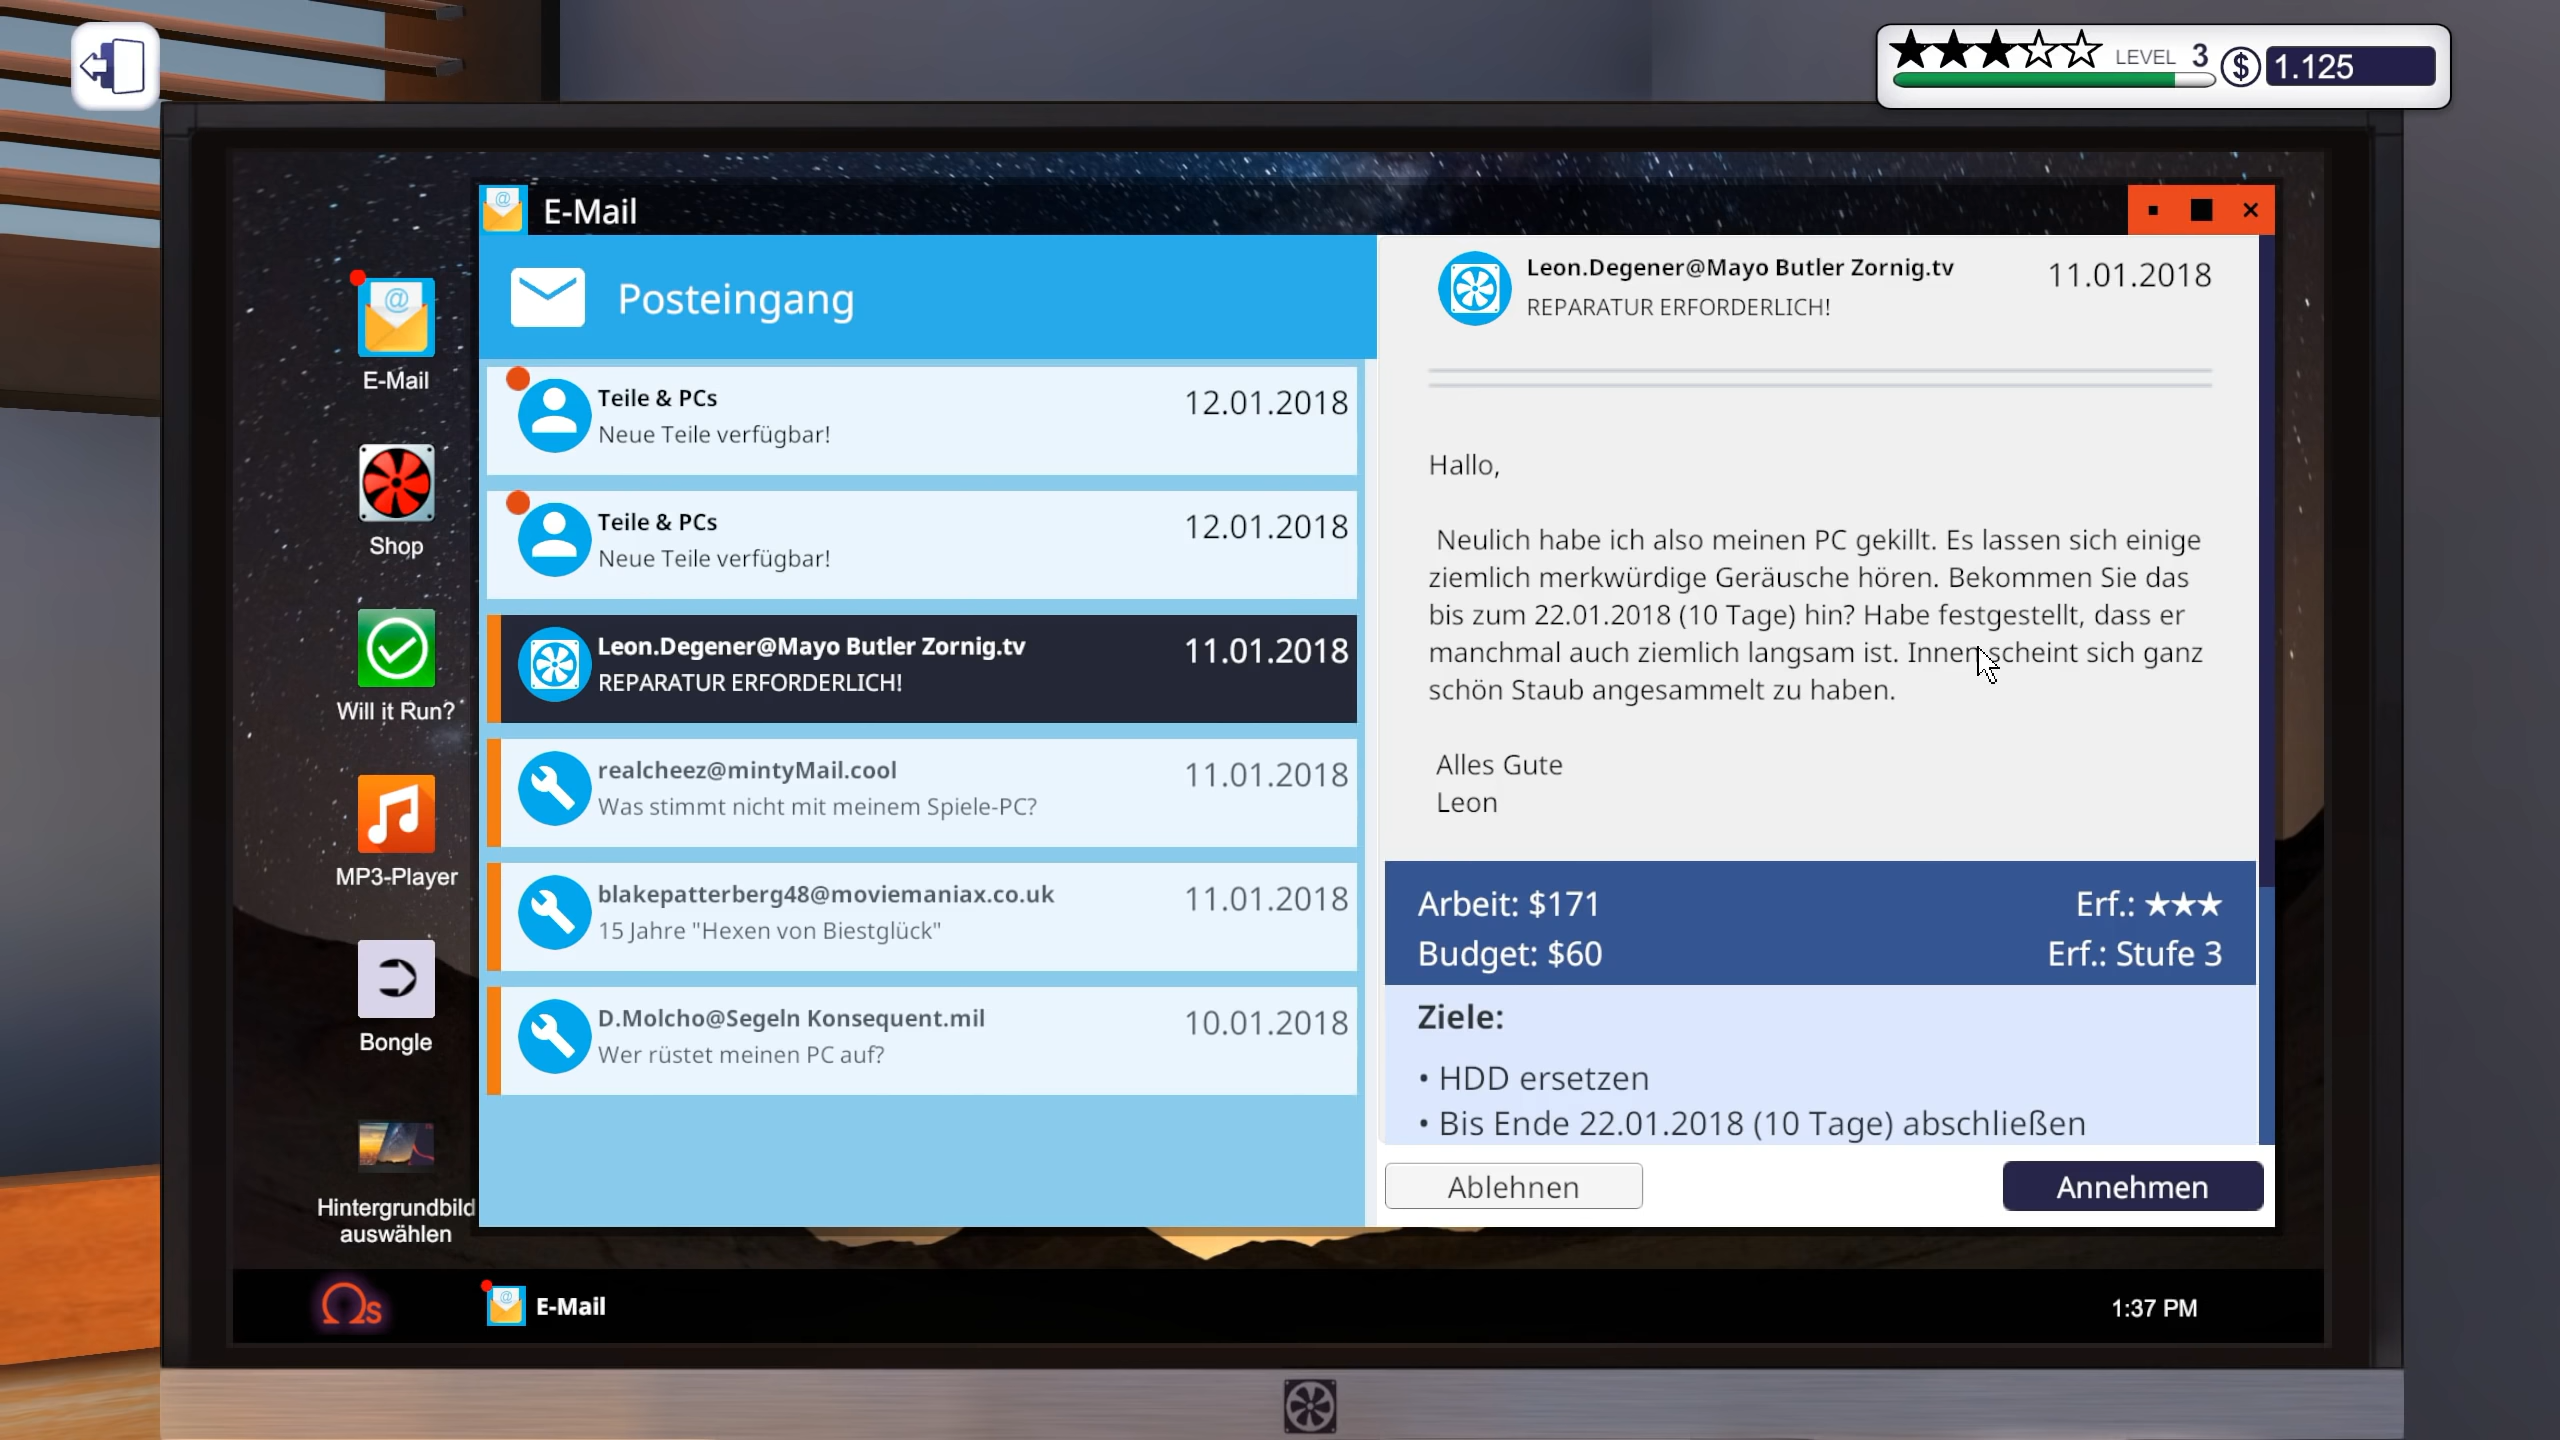 LEVEL 3
$ 1.125
E-Mail
E-Mail
Shop
Will it Run?
MP3-Player
Bongle
Hintergrundbild
auswählen
Posteingang
Teile & PCs
12.01.2018
Neue Teile verfügbar!
Teile & PCs
12.01.2018
Neue Teile verfügbar!
Leon.Degener@Mayo Butler Zornig.tv
11.01.2018
REPARATUR ERFORDERLICH!
realcheez@mintyMail.cool
11.01.2018
Was stimmt nicht mit meinem Spiele-PC?
blakepatterberg48@moviemaniax.co.uk
11.01.2018
15 Jahre "Hexen von Biestglück"
D.Molcho@Segeln Konsequent.mil
10.01.2018
Wer rüstet meinen PC auf?
Leon.Degener@Mayo Butler Zornig.tv
11.01.2018
REPARATUR ERFORDERLICH!
Hallo,
Neulich habe ich also meinen PC gekillt. Es lassen sich einige
ziemlich merkwürdige Geräusche hören. Bekommen Sie das
bis zum 22.01.2018 (10 Tage) hin? Habe festgestellt, dass er
manchmal auch ziemlich langsam ist. Innen scheint sich ganz
schön Staub angesammelt zu haben.
Alles Gute
Leon
Arbeit: $171
Erf.: ★★★
Budget: $60
Erf.: Stufe 3
Ziele:
• HDD ersetzen
• Bis Ende 22.01.2018 (10 Tage) abschließen
Ablehnen
Annehmen
Ωs
E-Mail
1:37 PM